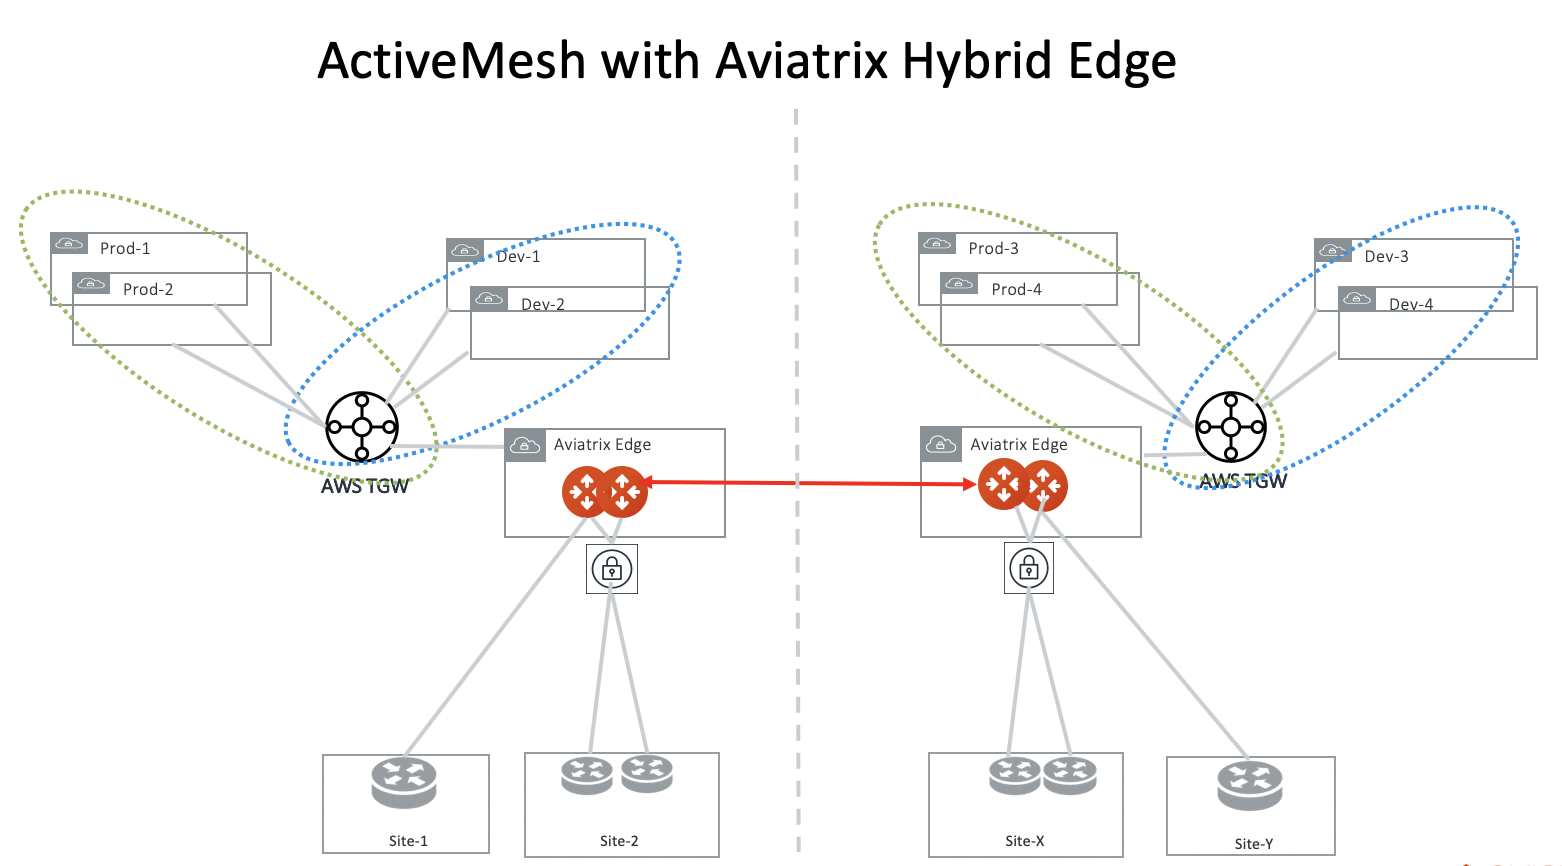 ActiveMesh with Aviatrix Hybrid Edge
Prod-1
Prod-2
Dev-1
Dev-2
AWS TGW
Aviatrix Edge
Prod-3
Prod-4
Dev-3
Dev-4
Aviatrix Edge
AWS TGW
Site-1
Site-2
Site-X
Site-Y